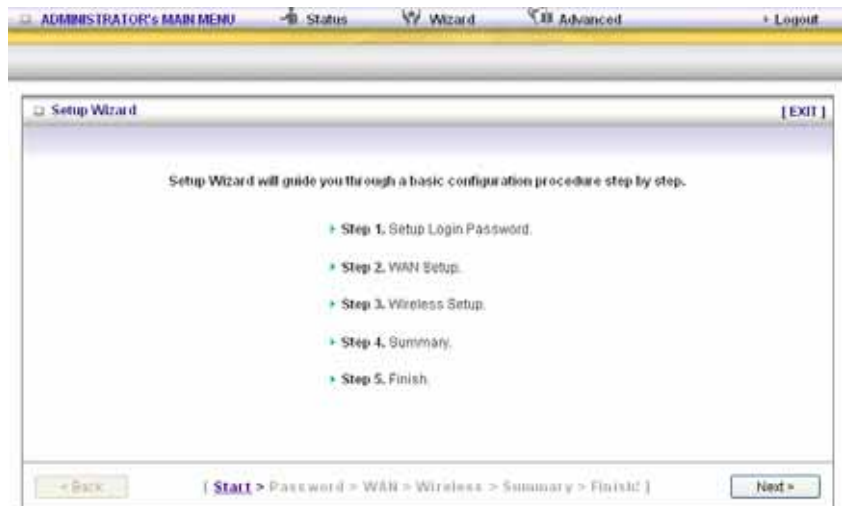 ADMINISTRATOR's MAIN MENU Status Wizard Advanced Logout
Setup Wizard [ EXIT ]
Setup Wizard will guide you through a basic configuration procedure step by step.
Step 1. Setup Login Password.
Step 2. WAN Setup.
Step 3. Wireless Setup.
Step 4. Summary.
Step 5. Finish.
< Back [ Start > Password > WAN > Wireless > Summary > Finish! ] Next >